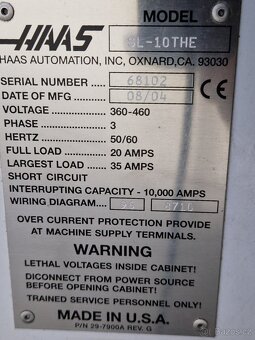 MODEL
HAAS
SL-10THE
HAAS AUTOMATION, INC, OXNARD,CA. 93030
SERIAL NUMBER 68102
DATE OF MFG 08/04
CE
VOLTAGE 360-460
PHASE 3
HERTZ 50/60
FULL LOAD 20 AMPS
LARGEST LOAD 35 AMPS
SHORT CIRCUIT
INTERRUPTING CAPACITY - 10,000 AMPS
WIRING DIAGRAM
OVER CURRENT PROTECTION PROVIDED
AT MACHINE SUPPLY TERMINALS.
WARNING
LETHAL VOLTAGES INSIDE CABINET!
DICONNECT FROM POWER SOURCE
BEFORE OPENING CABINET!
TRAINED SERVICE PERSONNEL ONLY!
MADE IN U.S.A.
P/N 29-7900A REV. G